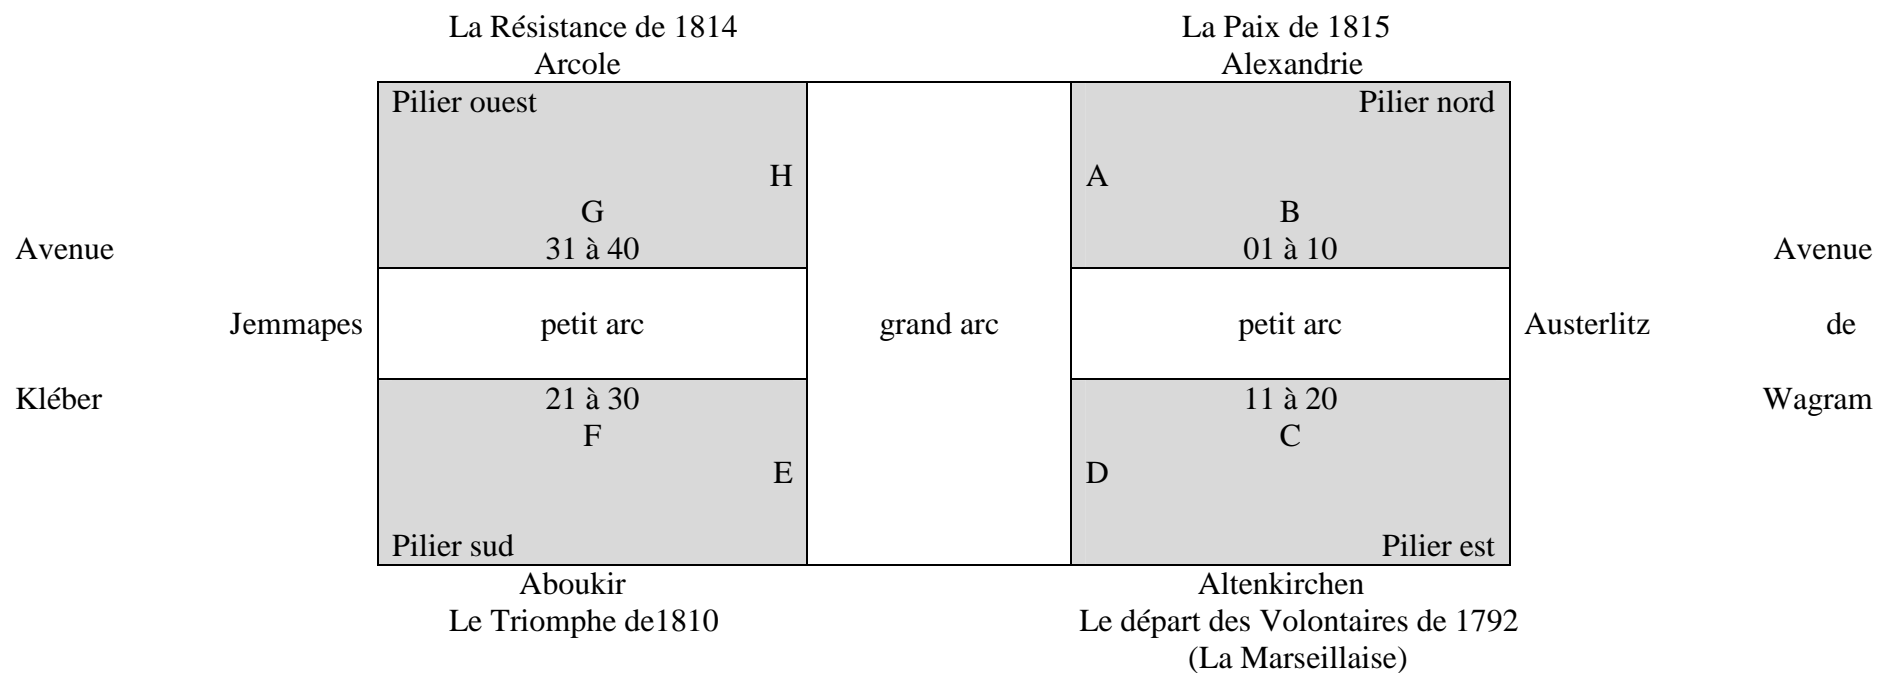 La Résistance de 1814 La Paix de 1815
Arcole Alexandrie
Pilier ouest Pilier nord
H A
G B
Avenue 31 à 40 01 à 10 Avenue
Jemmapes petit arc grand arc petit arc Austerlitz de
Kléber 21 à 30 11 à 20 Wagram
F C
E D
Pilier sud Pilier est
Aboukir Altenkirchen
Le Triomphe de1810 Le départ des Volontaires de 1792
(La Marseillaise)